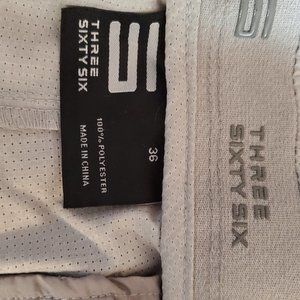 THREE
SIXTY SIX
36
100% POLYESTER
MADE IN CHINA
THREE
SIXTY SIX